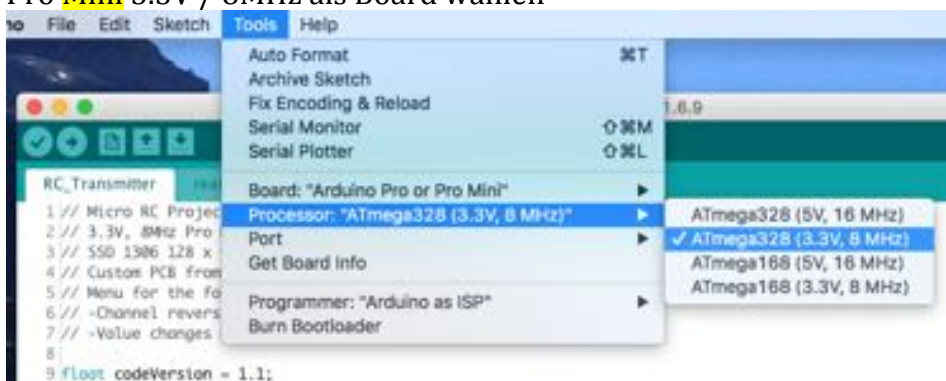 Pro Mini 3.3V / 8MHz als Board wählen
File Edit Sketch Tools Help
Auto Format ⌘T
Archive Sketch
Fix Encoding & Reload
1.6.9
Serial Monitor ⇧⌘M
Serial Plotter ⇧⌘L
RC_Transmitter
Board: "Arduino Pro or Pro Mini"
1 // Micro RC Projec
Processor: "ATmega328 (3.3V, 8 MHz)"
ATmega328 (5V, 16 MHz)
2 // 3.3V, 8MHz Pro
Port
✓ ATmega328 (3.3V, 8 MHz)
3 // SSD 1306 128 x
Get Board Info
ATmega168 (5V, 16 MHz)
4 // Custom PCB from
ATmega168 (3.3V, 8 MHz)
5 // Menu for the fo
Programmer: "Arduino as ISP"
6 // -Channel revers
Burn Bootloader
7 // -Value changes
8
9 float codeVersion = 1.1;